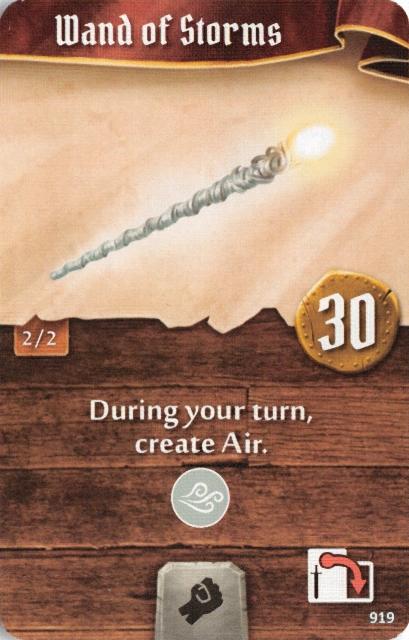 Wand of Storms
30
2/2
During your turn,
create Air.
919